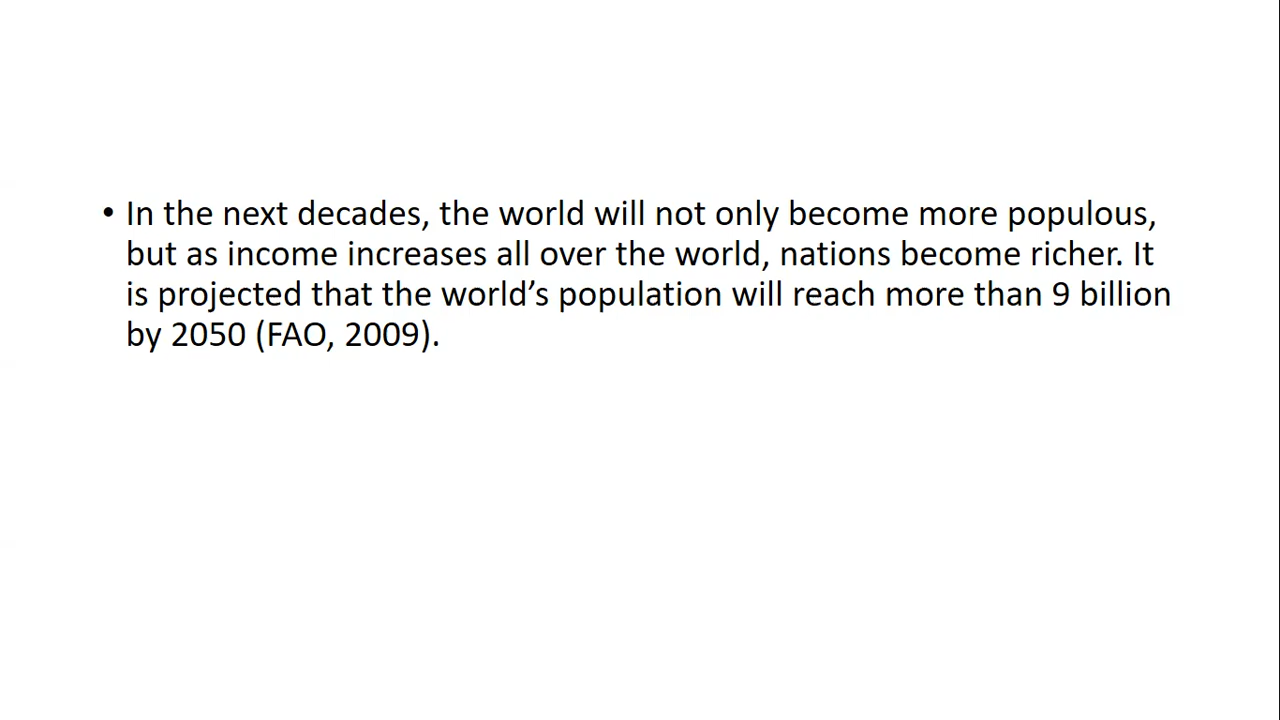 • In the next decades, the world will not only become more populous,
but as income increases all over the world, nations become richer. It
is projected that the world’s population will reach more than 9 billion
by 2050 (FAO, 2009).